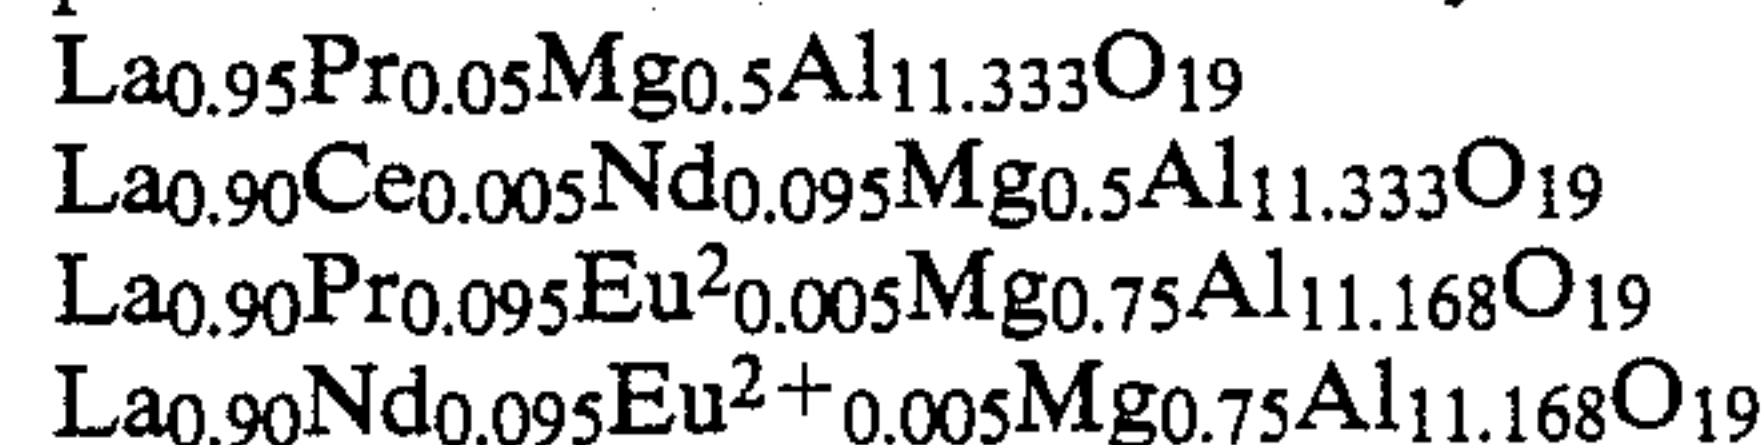 La0.95Pr0.05Mg0.5Al11.333O19
La0.90Ce0.005Nd0.095Mg0.5Al11.333O19
La0.90Pr0.095Eu²0.005Mg0.75Al11.168O19
La0.90Nd0.095Eu²⁺0.005Mg0.75Al11.168O19